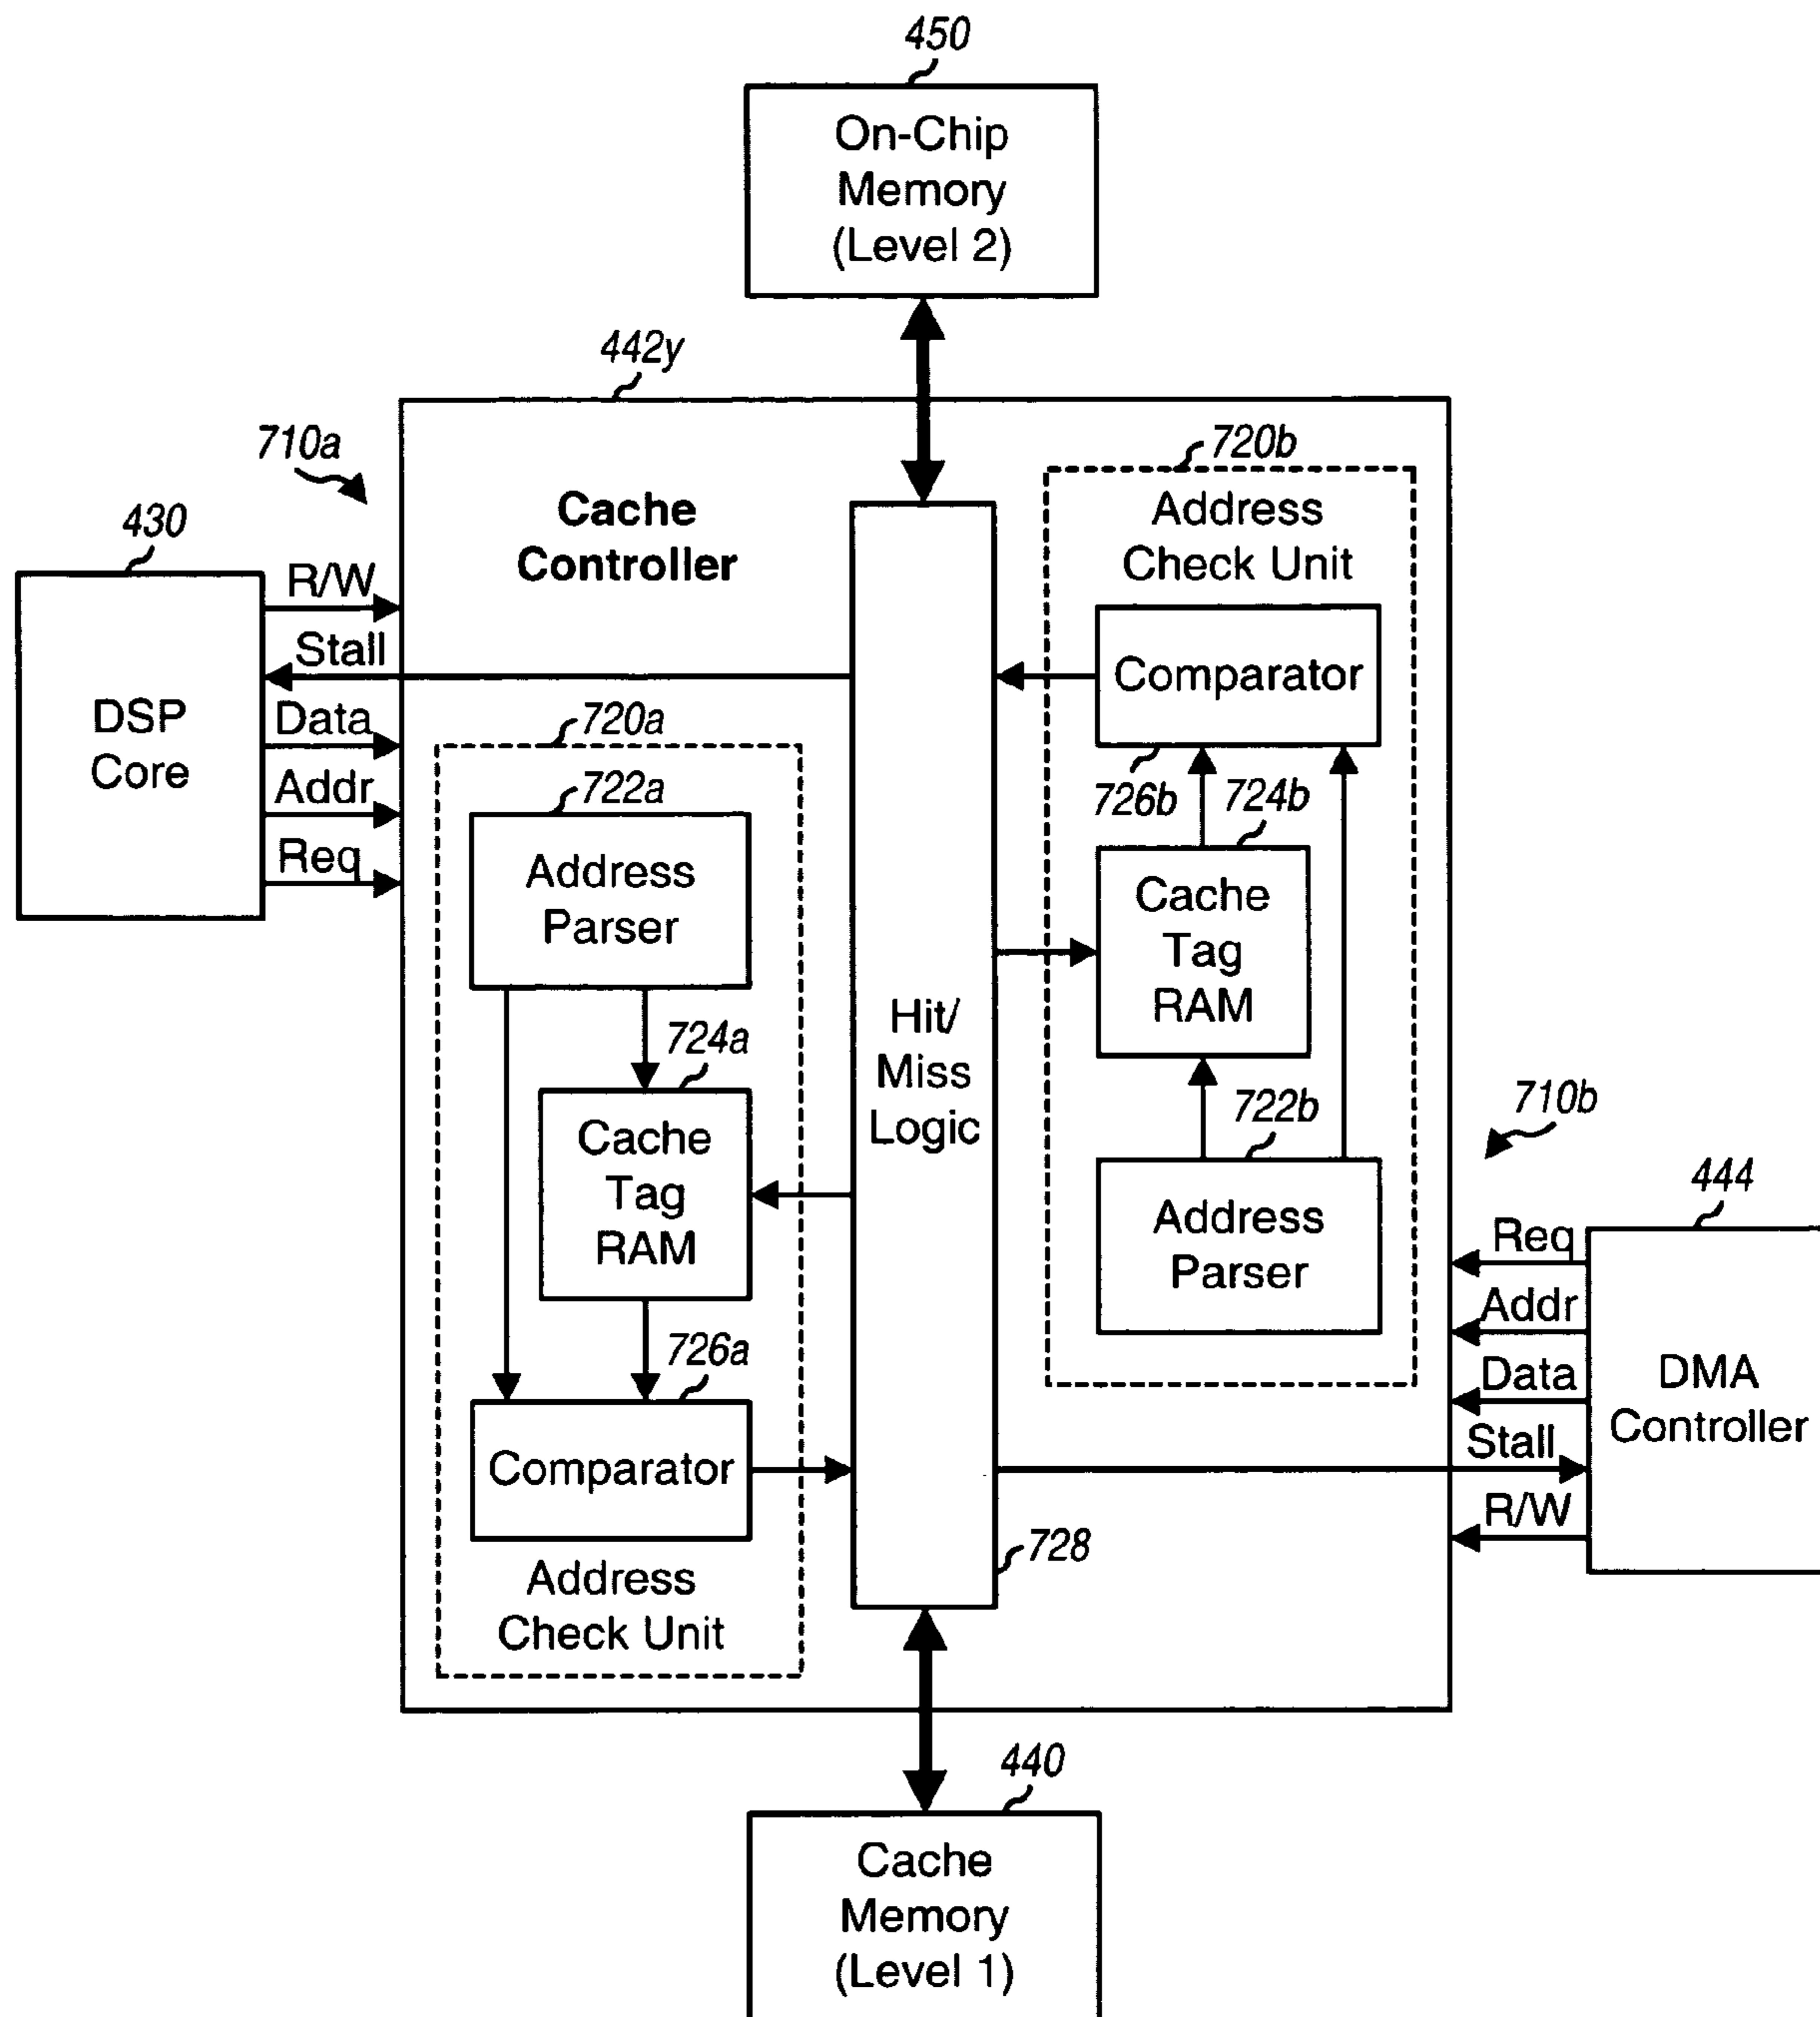 450
On-Chip
Memory
(Level 2)
442y
710a
720b
Cache
Controller
Address
Check Unit
430
R/W
Stall
DSP
Core
Data
Addr
Req
720a
722a
Address
Parser
Comparator
726b
724b
Cache
Tag
RAM
Hit/
Miss
Logic
724a
Cache
Tag
RAM
722b
710b
Address
Parser
444
Req
Addr
Data
Stall
R/W
DMA
Controller
726a
Comparator
Address
Check Unit
728
440
Cache
Memory
(Level 1)